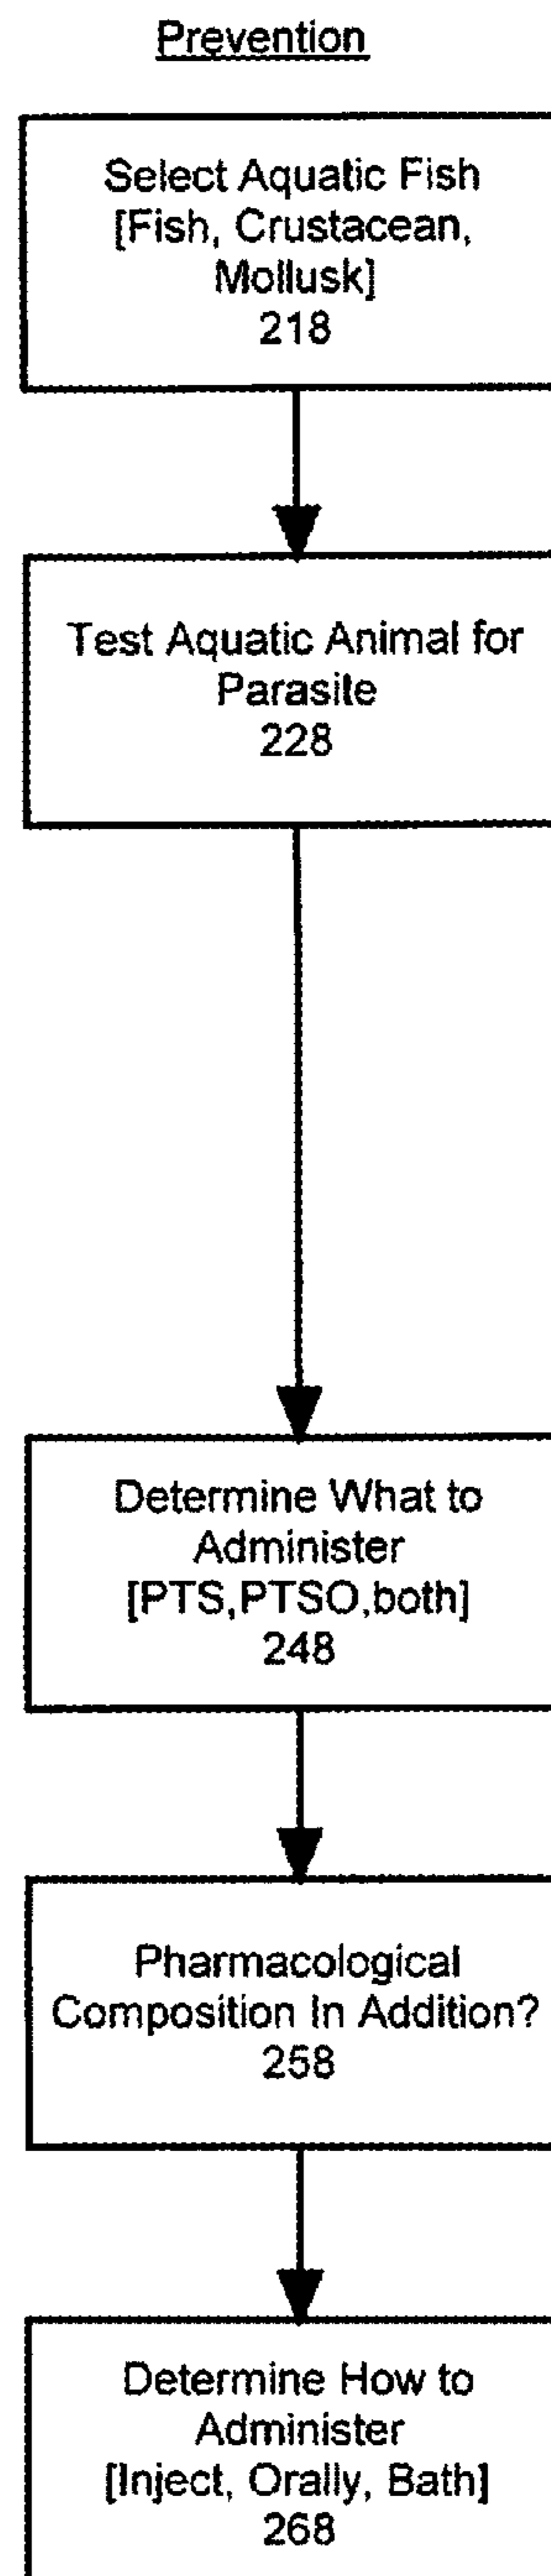 Prevention
Select Aquatic Fish
[Fish, Crustacean,
Mollusk]
218
Test Aquatic Animal for
Parasite
228
Determine What to
Administer
[PTS,PTSO,both]
248
Pharmacological
Composition In Addition?
258
Determine How to
Administer
[Inject, Orally, Bath]
268